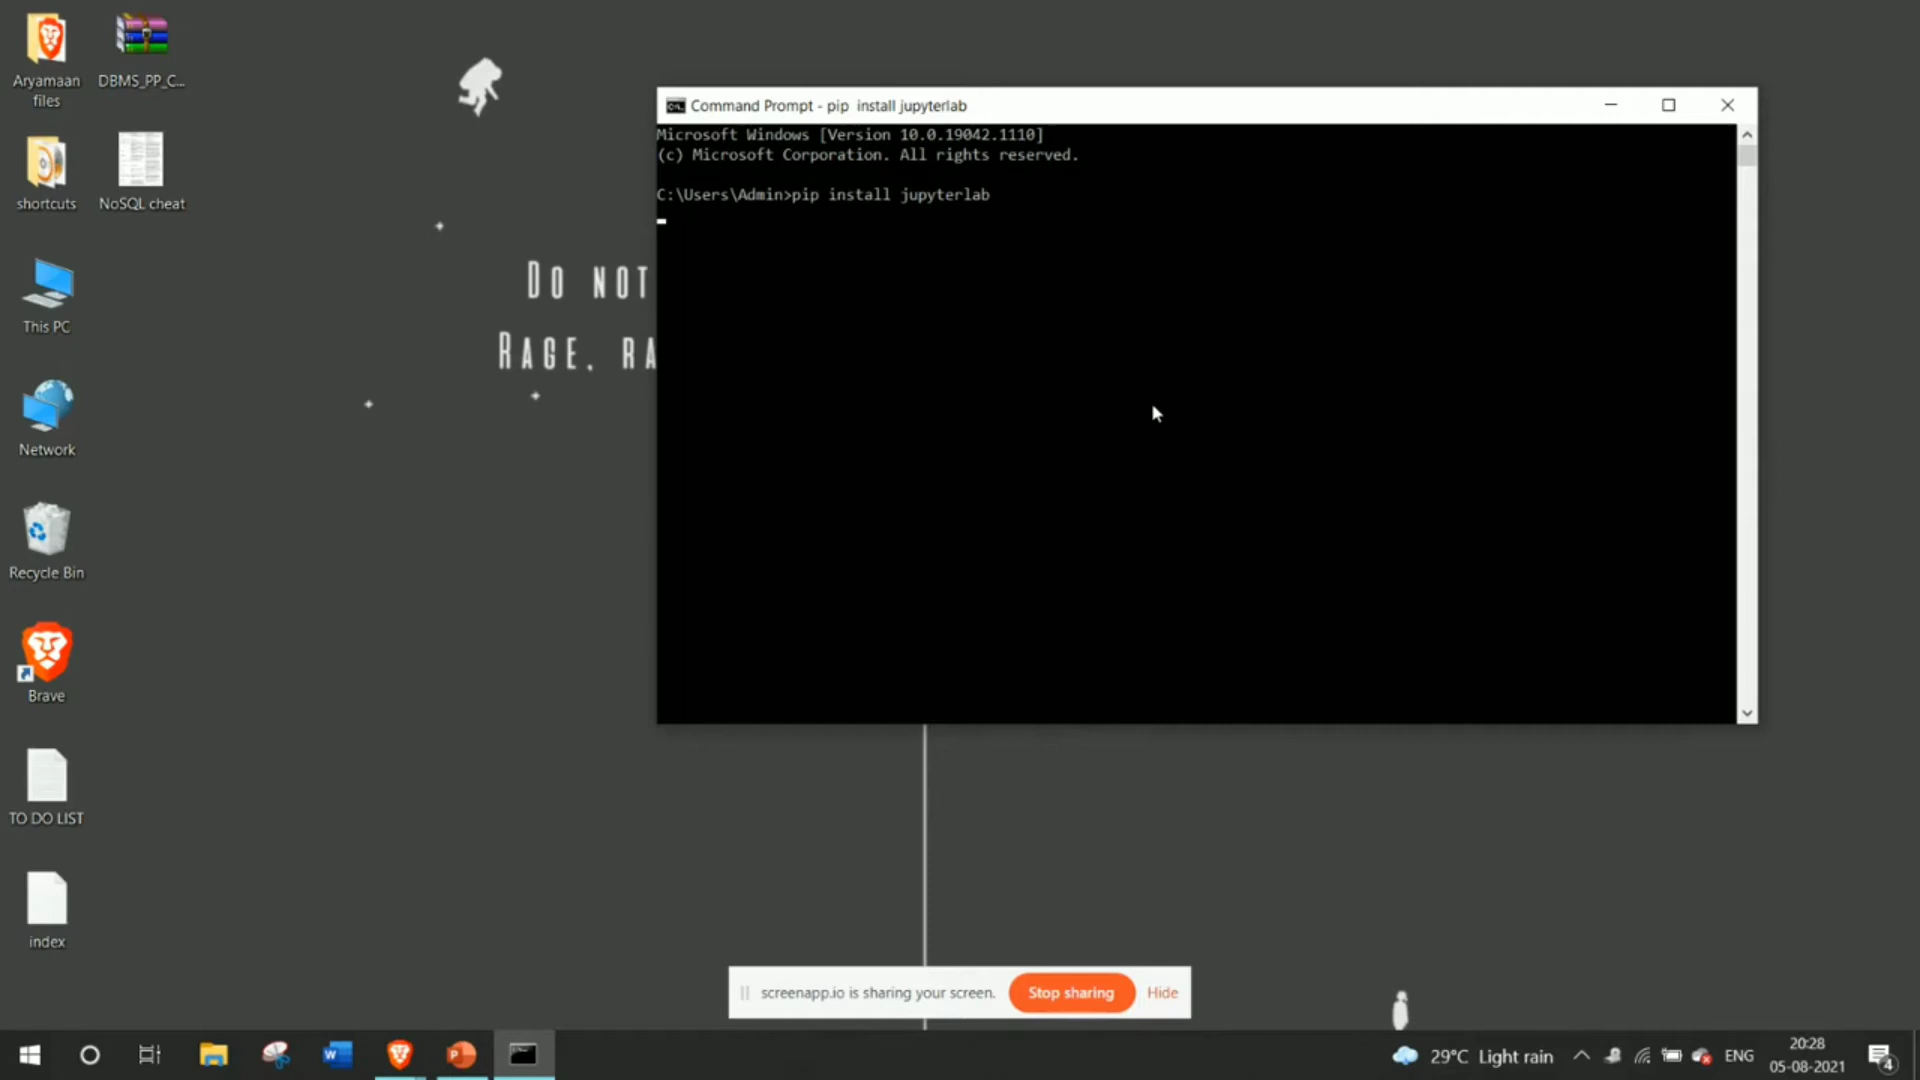 Aryamaan
files
DBMS_PP_C...
shortcuts
NoSQL cheat
This PC
Network
Recycle Bin
Brave
TO DO LIST
index
DO NOT
RAGE, RA
Command Prompt - pip  install jupyterlab
Microsoft Windows [Version 10.0.19042.1110]
(c) Microsoft Corporation. All rights reserved.
C:\Users\Admin>pip install jupyterlab
screenapp.io is sharing your screen.
Stop sharing
Hide
29°C Light rain
ENG
20:28
05-08-2021
4